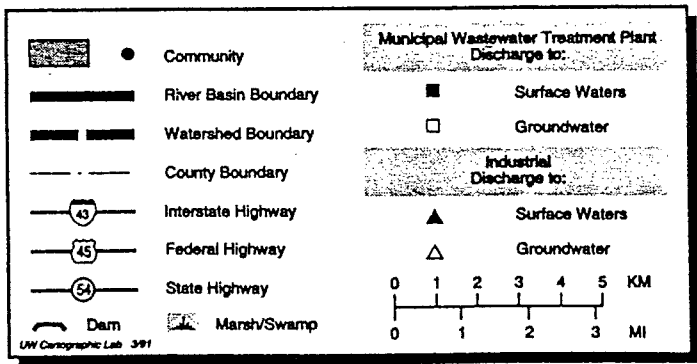 Community
River Basin Boundary
Watershed Boundary
County Boundary
43
Interstate Highway
45
Federal Highway
54
State Highway
Dam
Marsh/Swamp
UW Cartographic Lab 3/91
Municipal Wastewater Treatment Plant
Discharge to:
Surface Waters
Groundwater
Industrial
Discharge to:
Surface Waters
Groundwater
0 1 2 3 4 5 KM
0 1 2 3 MI